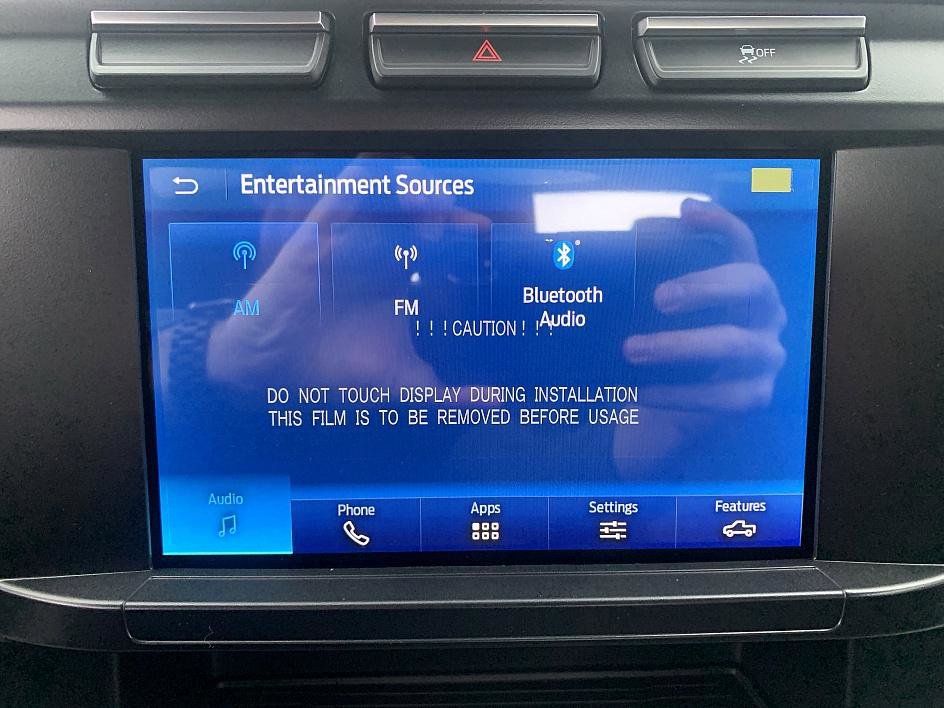 OFF
Entertainment Sources
AM
FM
Bluetooth
Audio
! ! ! CAUTION ! ! !
DO NOT TOUCH DISPLAY DURING INSTALLATION
THIS FILM IS TO BE REMOVED BEFORE USAGE
Audio
Phone
Apps
Settings
Features